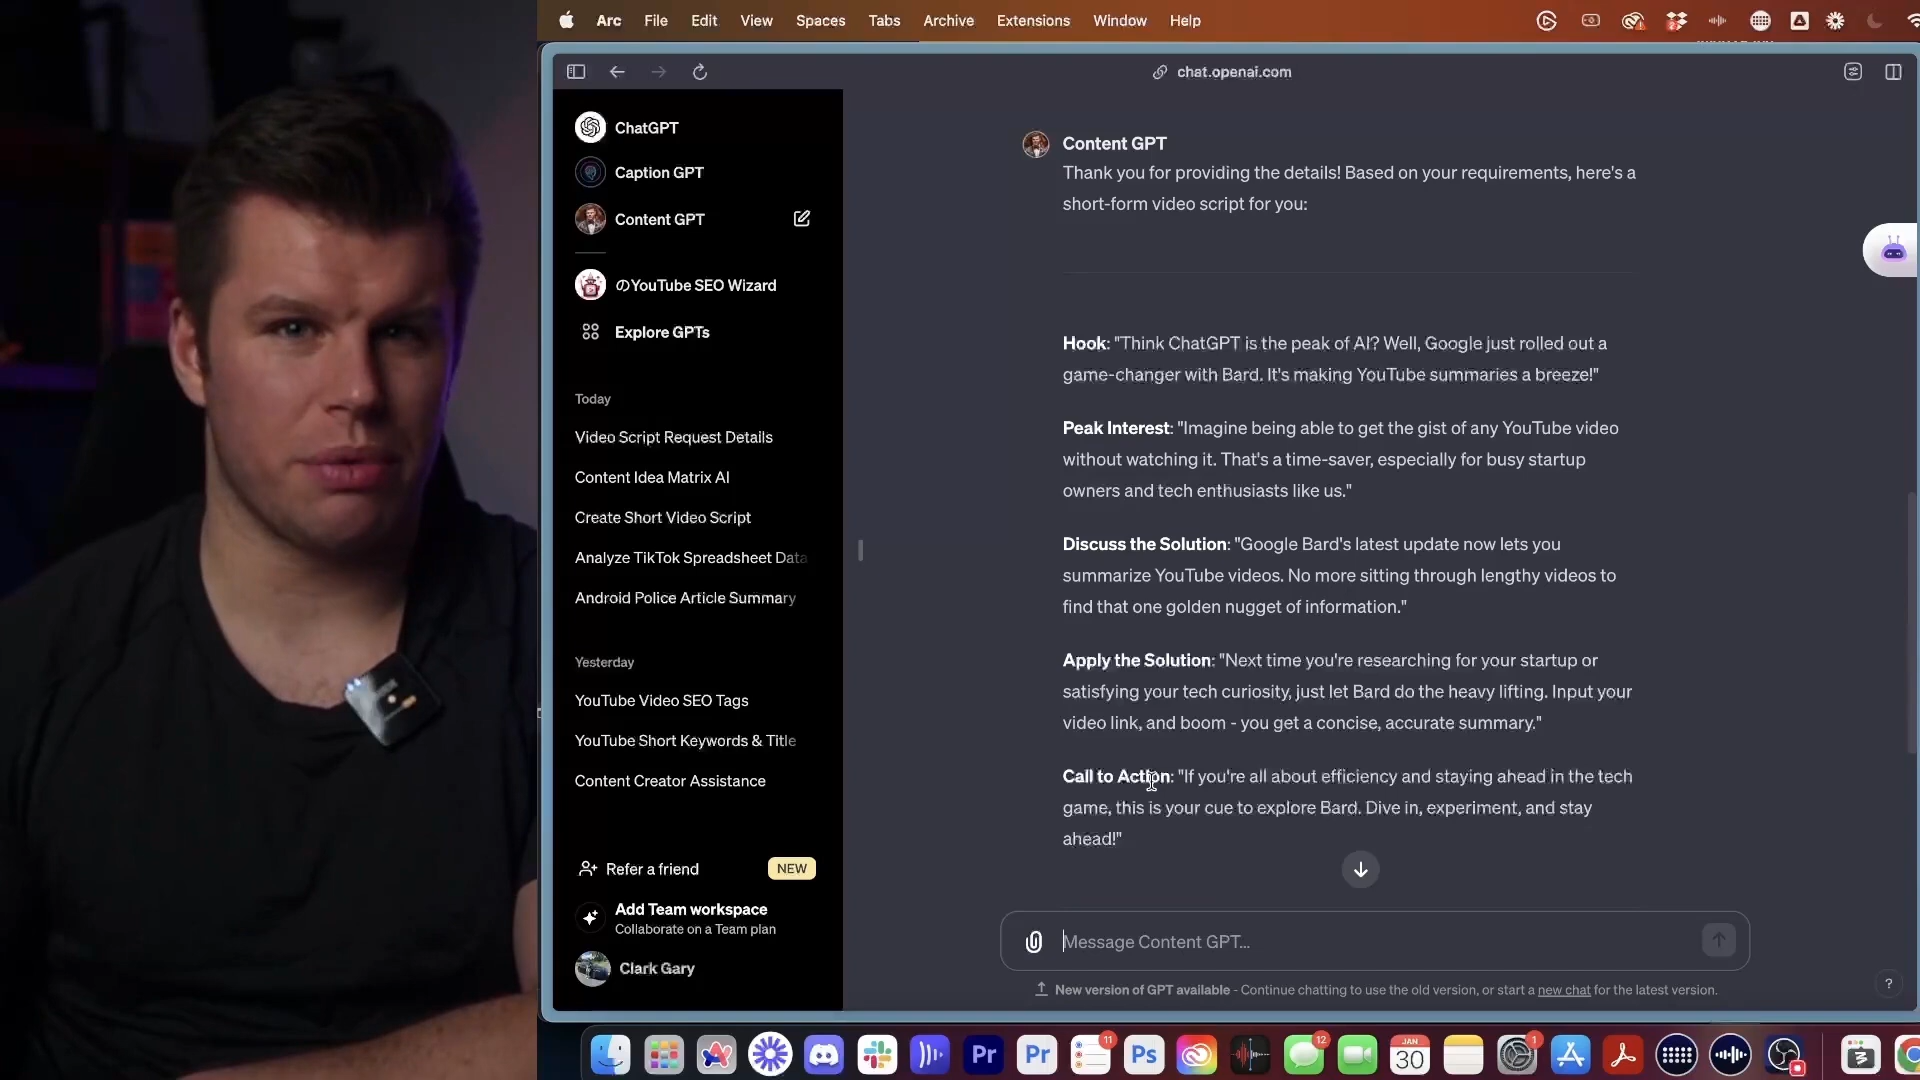 Arc File Edit View Spaces Tabs Archive Extensions Window Help
chat.openai.com
ChatGPT
Caption GPT
Content GPT
のYouTube SEO Wizard
Explore GPTs
Today
Video Script Request Details
Content Idea Matrix AI
Create Short Video Script
Analyze TikTok Spreadsheet Data
Android Police Article Summary
Yesterday
YouTube Video SEO Tags
YouTube Short Keywords & Title
Content Creator Assistance
Refer a friend NEW
Add Team workspace
Collaborate on a Team plan
Clark Gary
Content GPT
Thank you for providing the details! Based on your requirements, here's a
short-form video script for you:
Hook: "Think ChatGPT is the peak of AI? Well, Google just rolled out a
game-changer with Bard. It's making YouTube summaries a breeze!"
Peak Interest: "Imagine being able to get the gist of any YouTube video
without watching it. That's a time-saver, especially for busy startup
owners and tech enthusiasts like us."
Discuss the Solution: "Google Bard's latest update now lets you
summarize YouTube videos. No more sitting through lengthy videos to
find that one golden nugget of information."
Apply the Solution: "Next time you're researching for your startup or
satisfying your tech curiosity, just let Bard do the heavy lifting. Input your
video link, and boom - you get a concise, accurate summary."
Call to Action: "If you're all about efficiency and staying ahead in the tech
game, this is your cue to explore Bard. Dive in, experiment, and stay
ahead!"
Message Content GPT...
New version of GPT available - Continue chatting to use the old version, or start a new chat for the latest version.
?
Pr Pr 11 Ps 12 JAN 30 1